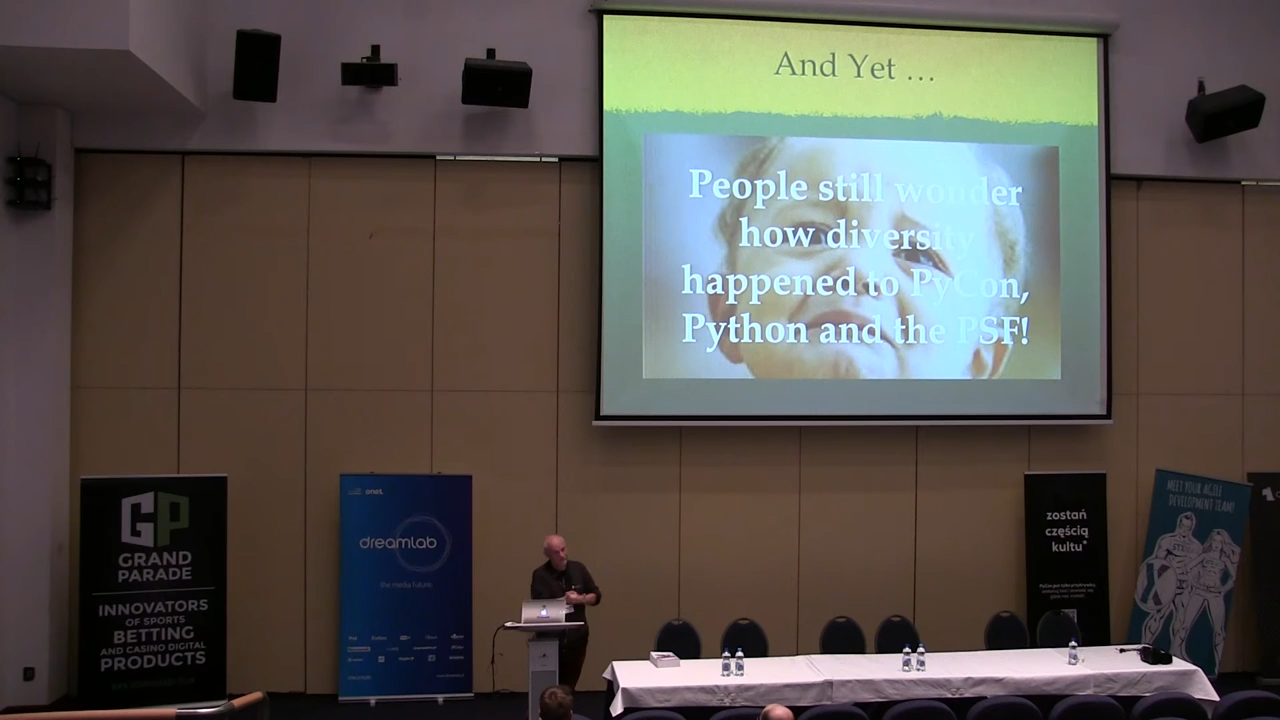 And Yet …
People still wonder
how diversity
happened to PyCon,
Python and the PSF!
GP
GRAND
PARADE
INNOVATORS
OF SPORTS
BETTING
AND CASINO DIGITAL
PRODUCTS
onet.
dreamlab
the media future.
zostań
częścią
kultu*
MEET YOUR AGILE
DEVELOPMENT TEAM!